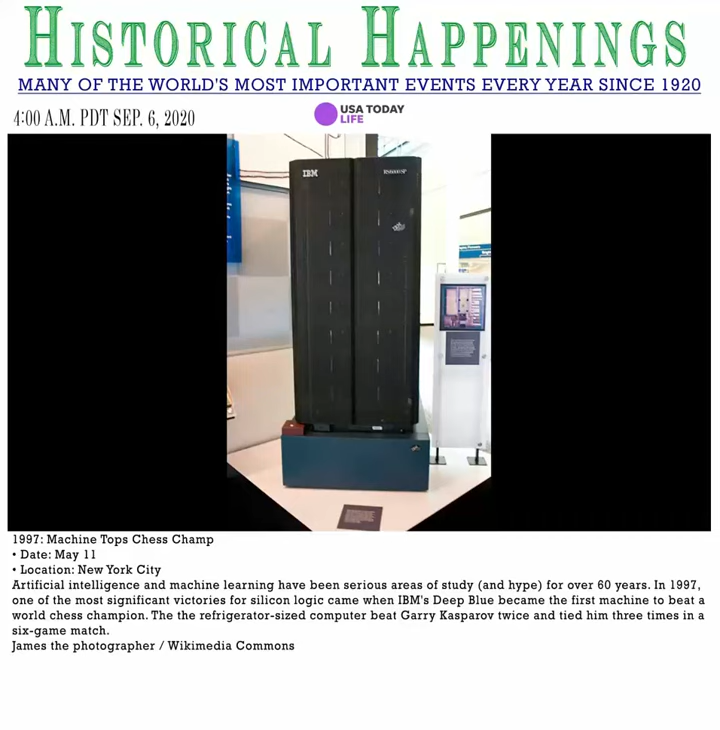 HISTORICAL HAPPENINGS
MANY OF THE WORLD'S MOST IMPORTANT EVENTS EVERY YEAR SINCE 1920
4:00 A.M. PDT SEP. 6, 2020
USA TODAY
LIFE
IBM
RS/6000 SP
1997: Machine Tops Chess Champ
• Date: May 11
• Location: New York City
Artificial intelligence and machine learning have been serious areas of study (and hype) for over 60 years. In 1997,
one of the most significant victories for silicon logic came when IBM's Deep Blue became the first machine to beat a
world chess champion. The the refrigerator-sized computer beat Garry Kasparov twice and tied him three times in a
six-game match.
James the photographer / Wikimedia Commons